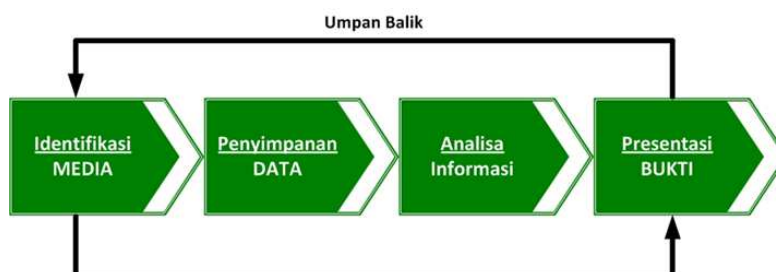 Umpan Balik
Identifikasi
MEDIA
Penyimpanan
DATA
Analisa
Informasi
Presentasi
BUKTI